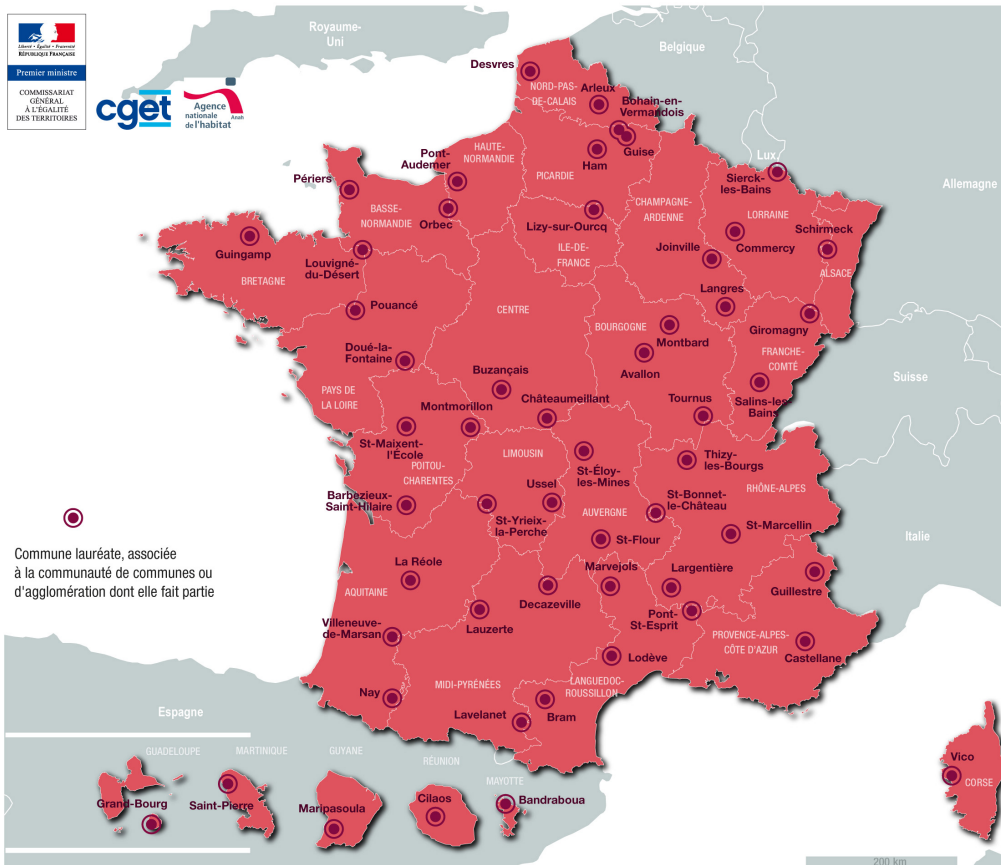 Liberté • Égalité • Fraternité
RÉPUBLIQUE FRANÇAISE
Premier ministre
COMMISSARIAT
GÉNÉRAL
À L'ÉGALITÉ
DES TERRITOIRES
cget
Agence
nationale
de l'habitat
Anah
Royaume-
Uni
Belgique
Lux.
Allemagne
Suisse
Italie
Espagne
Desvres
NORD-PAS-
DE-CALAIS
Arleux
Bohain-en-
Vermandois
Guise
Ham
PICARDIE
HAUTE-
NORMANDIE
Pont-
Audemer
Périers
BASSE-
NORMANDIE
Orbec
Lizy-sur-Ourcq
ILE-DE-
FRANCE
CHAMPAGNE-
ARDENNE
Sierck-
les-Bains
LORRAINE
Commercy
Schirmeck
ALSACE
Joinville
Langres
Giromagny
Guingamp
BRETAGNE
Louvigné-
du-Désert
Pouancé
CENTRE
BOURGOGNE
Montbard
Avallon
FRANCHE-
COMTÉ
Salins-les-
Bains
Doué-la-
Fontaine
PAYS DE
LA LOIRE
Buzançais
Châteaumeillant
Tournus
Montmorillon
St-Maixent-
l'École
POITOU-
CHARENTES
LIMOUSIN
St-Éloy-
les-Mines
Thizy-
les-Bourgs
RHÔNE-ALPES
Barbezieux-
Saint-Hilaire
Ussel
St-Yrieix-
la-Perche
AUVERGNE
St-Bonnet-
le-Château
St-Marcellin
St-Flour
Commune lauréate, associée
à la communauté de communes ou
d'agglomération dont elle fait partie
La Réole
AQUITAINE
Marvejols
Largentière
Guillestre
Decazeville
Lauzerte
Pont-
St-Esprit
Villeneuve-
de-Marsan
PROVENCE-ALPES-
CÔTE D'AZUR
Castellane
Lodève
LANGUEDOC-
ROUSSILLON
MIDI-PYRÉNÉES
Nay
Lavelanet
Bram
GUADELOUPE
Grand-Bourg
MARTINIQUE
Saint-Pierre
GUYANE
Maripasoula
RÉUNION
Cilaos
MAYOTTE
Bandraboua
Vico
CORSE
200 km